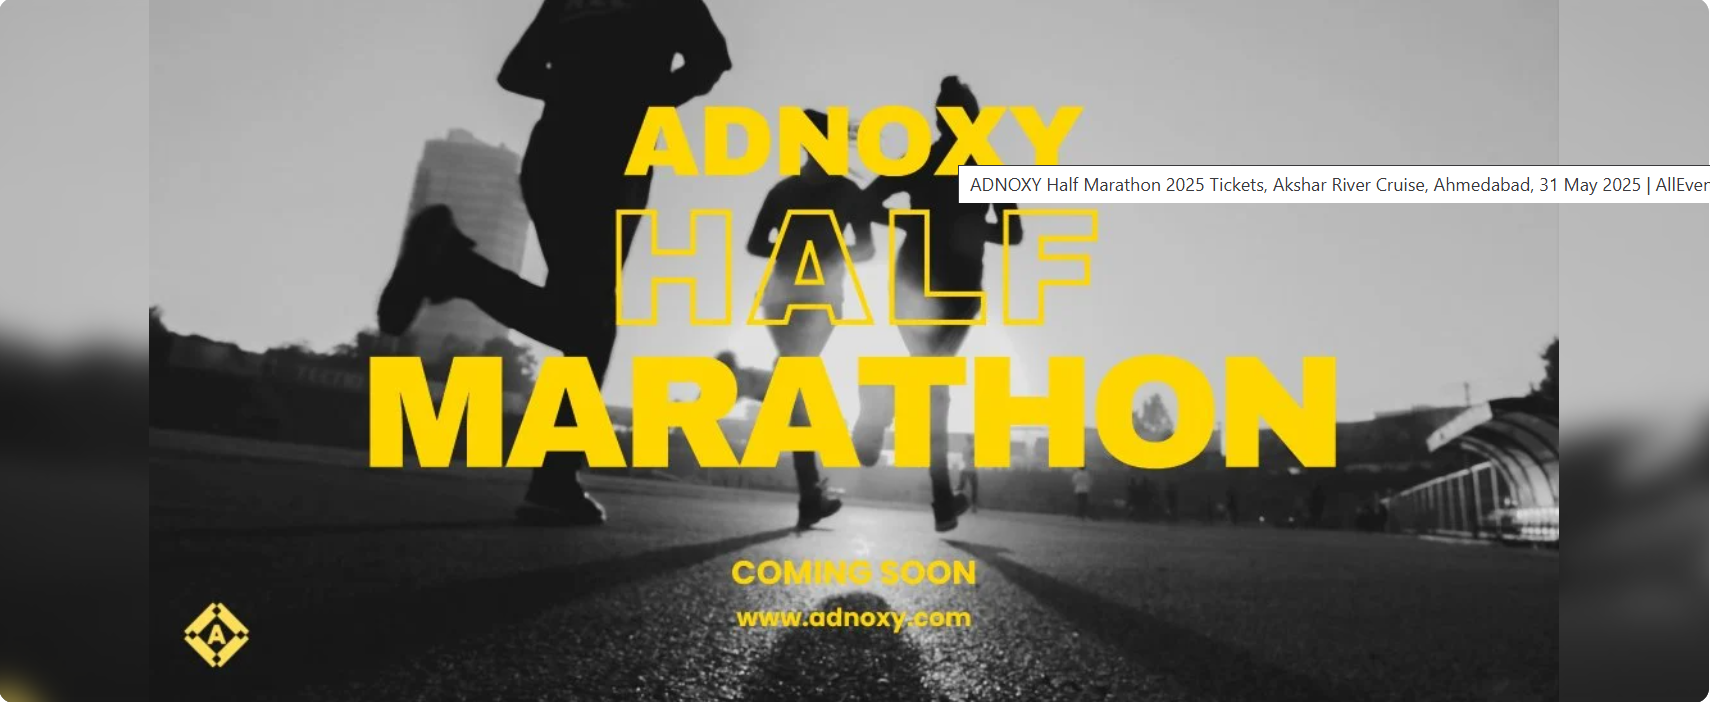 ADNOXY
ADNOXY Half Marathon 2025 Tickets, Akshar River Cruise, Ahmedabad, 31 May 2025 | AllEven
HALF
MARATHON
COMING SOON
www.adnoxy.com
A